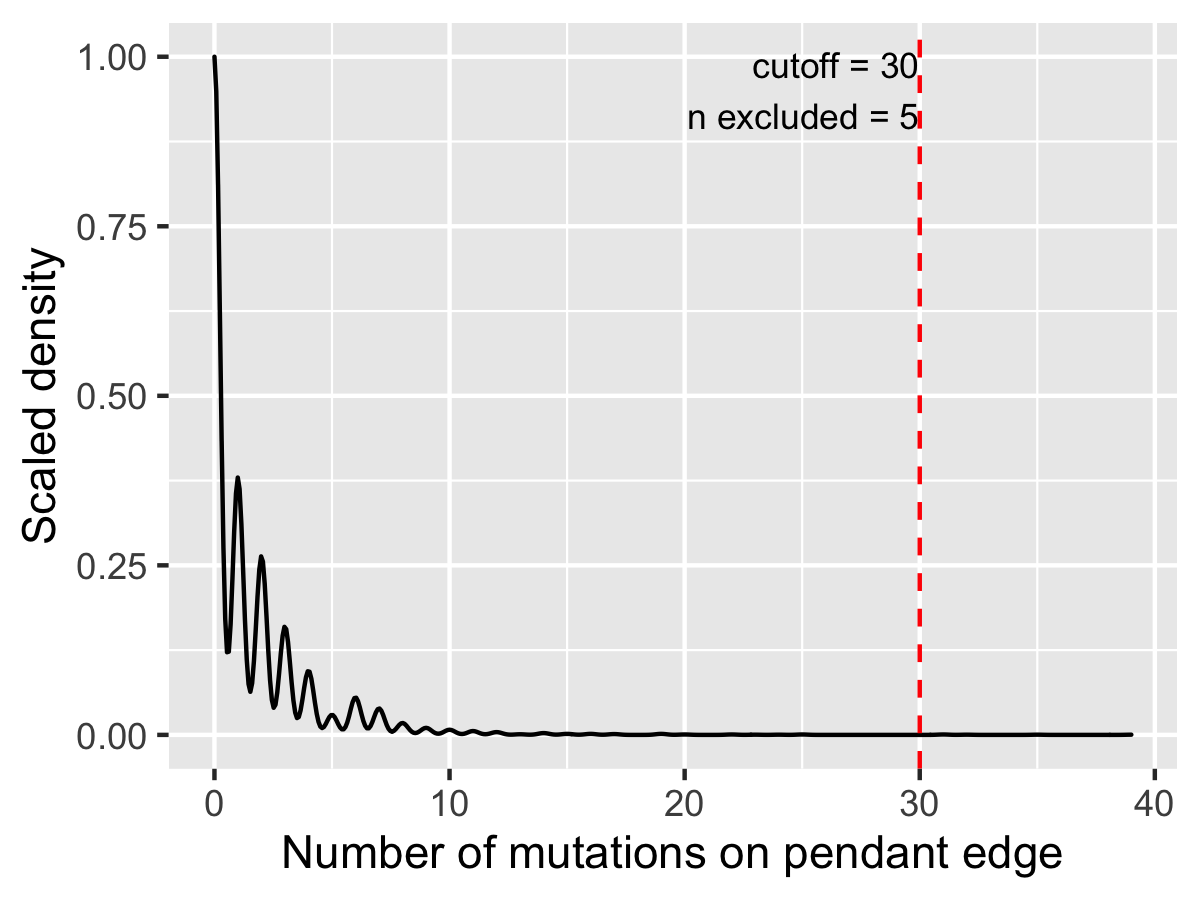 1.00
0.75
0.50
0.25
0.00
Scaled density
cutoff = 30
n excluded = 5
0 10 20 30 40
Number of mutations on pendant edge